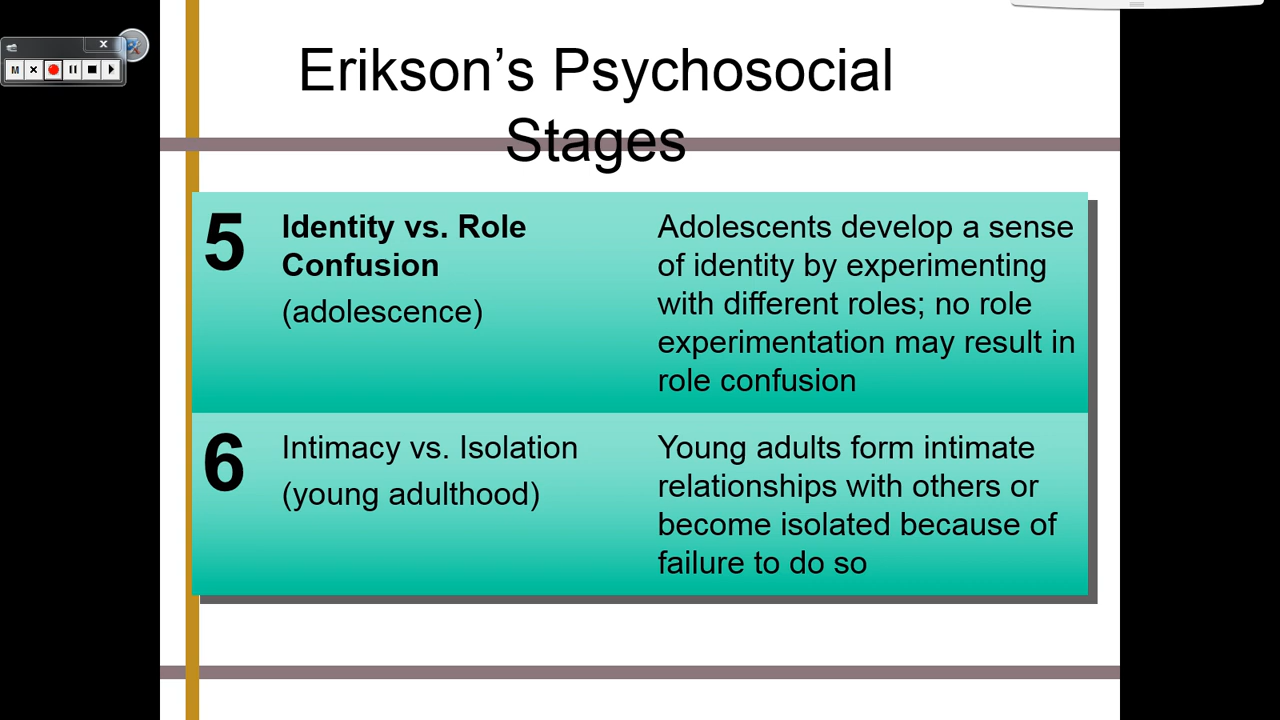 M
Erikson’s Psychosocial
Stages
5
Identity vs. Role
Confusion
(adolescence)
Adolescents develop a sense
of identity by experimenting
with different roles; no role
experimentation may result in
role confusion
6
Intimacy vs. Isolation
(young adulthood)
Young adults form intimate
relationships with others or
become isolated because of
failure to do so